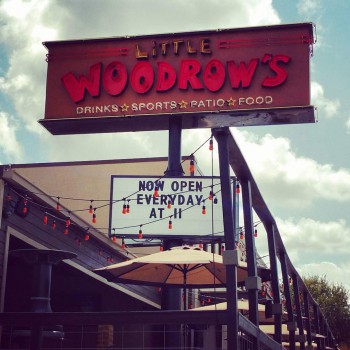 LITTLE
WOODROW'S
DRINKS☆SPORTS☆PATIO☆FOOD
NOW OPEN
EVERYDAY
AT 11